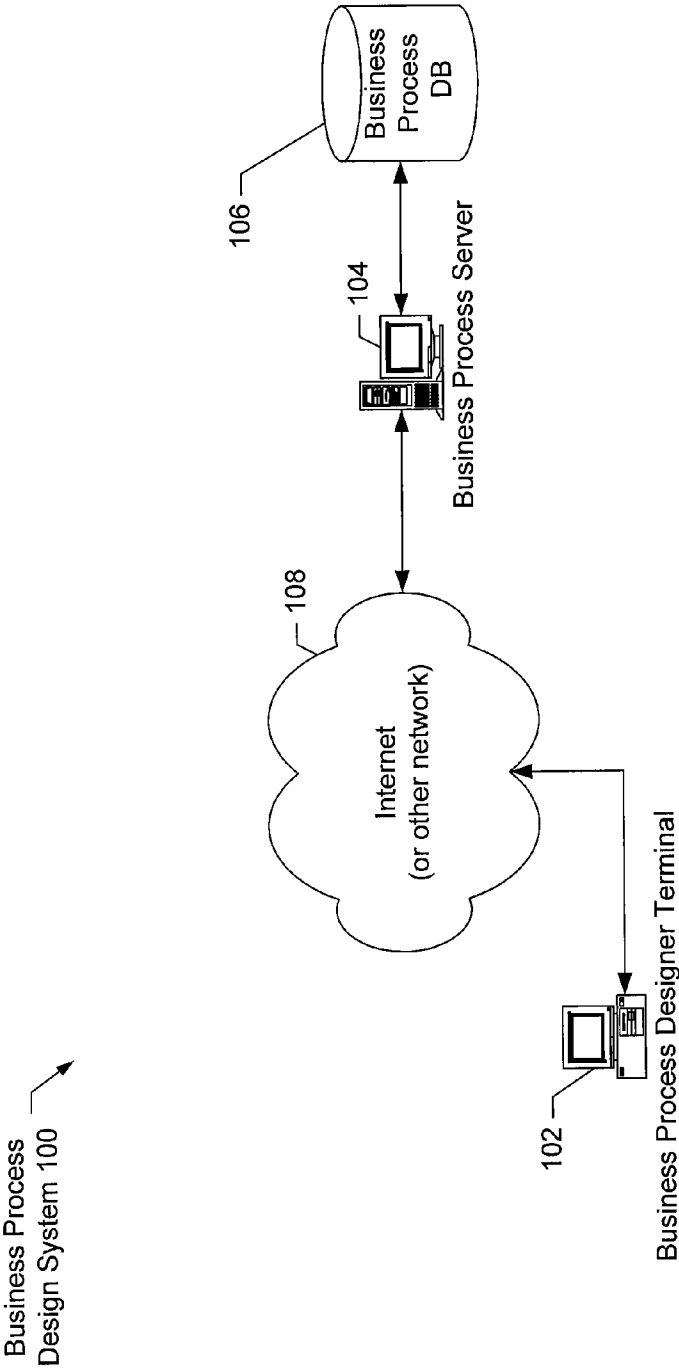 Business Process
Design System 100
106
Business
Process
DB
104
Business Process Server
108
Internet
(or other network)
102
Business Process Designer Terminal